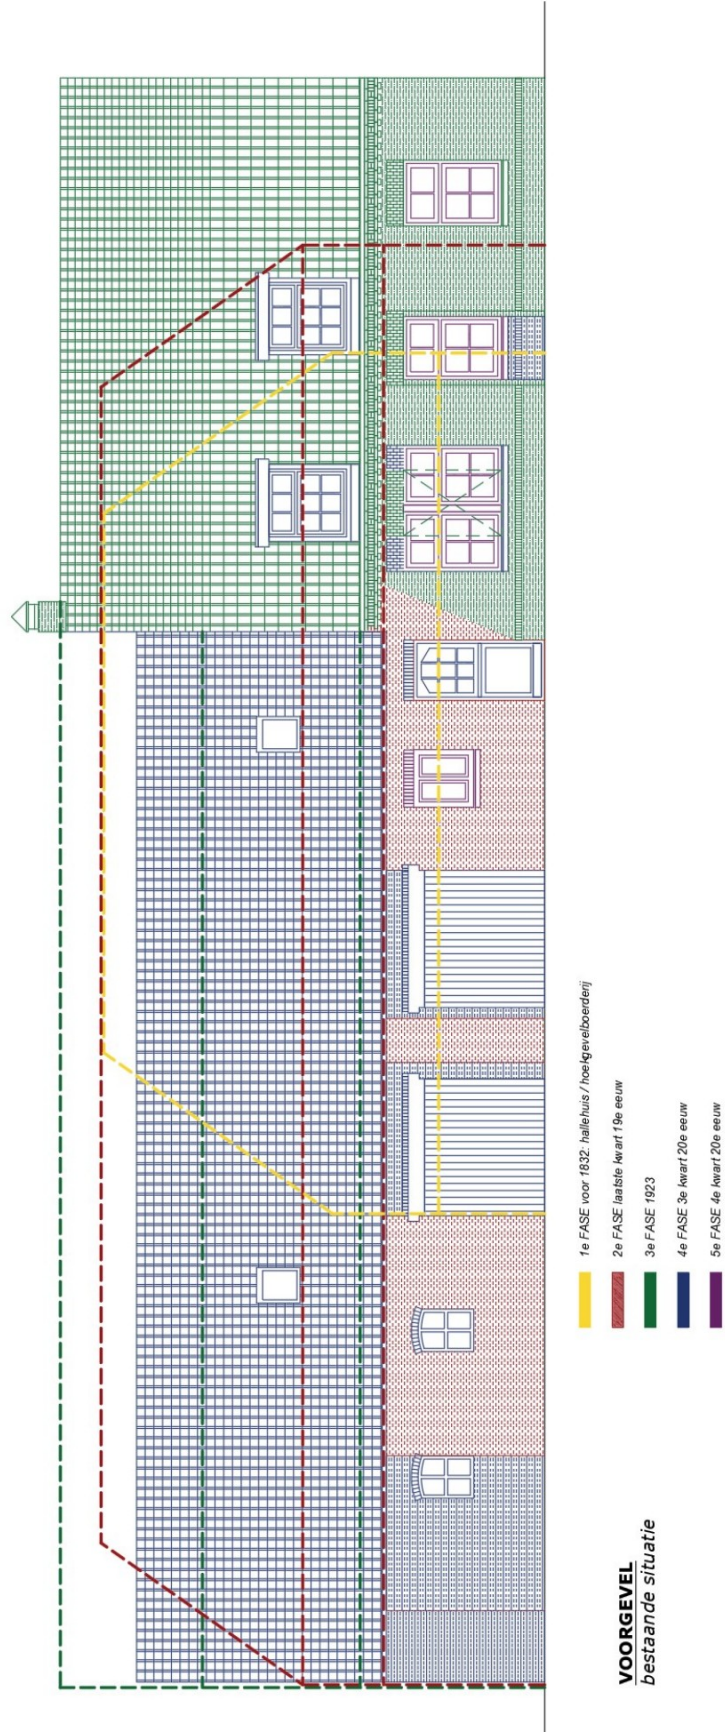 VOORGEVEL
bestaande situatie
1e FASE voor 1832: hallehuis / hoekgevelboerderij
2e FASE laatste kwart 19e eeuw
3e FASE 1923
4e FASE 3e kwart 20e eeuw
5e FASE 4e kwart 20e eeuw